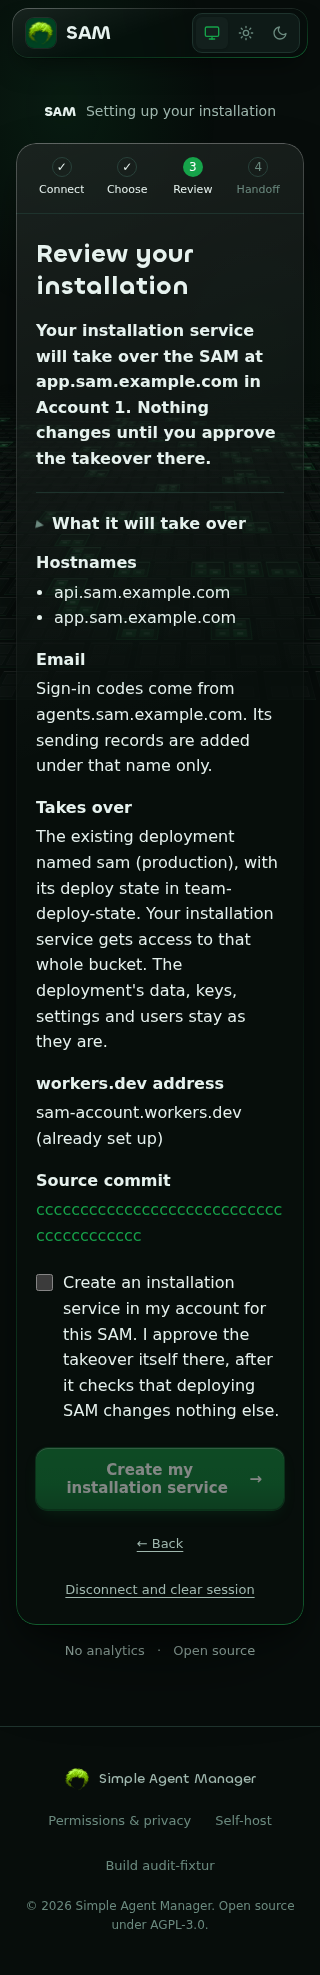 SAM
SAM Setting up your installation
✓ ✓ 3 4
Connect Choose Review Handoff
Review your
installation
Your installation service
will take over the SAM at
app.sam.example.com in
Account 1. Nothing
changes until you approve
the takeover there.
What it will take over
Hostnames
• api.sam.example.com
• app.sam.example.com
Email
Sign-in codes come from
agents.sam.example.com. Its
sending records are added
under that name only.
Takes over
The existing deployment
named sam (production), with
its deploy state in team-
deploy-state. Your installation
service gets access to that
whole bucket. The
deployment's data, keys,
settings and users stay as
they are.
workers.dev address
sam-account.workers.dev
(already set up)
Source commit
cccccccccccccccccccccccccccc
cccccccccccc
Create an installation
service in my account for
this SAM. I approve the
takeover itself there, after
it checks that deploying
SAM changes nothing else.
Create my
installation service →
← Back
Disconnect and clear session
No analytics · Open source
Simple Agent Manager
Permissions & privacy Self-host
Build audit-fixtur
© 2026 Simple Agent Manager. Open source
under AGPL-3.0.